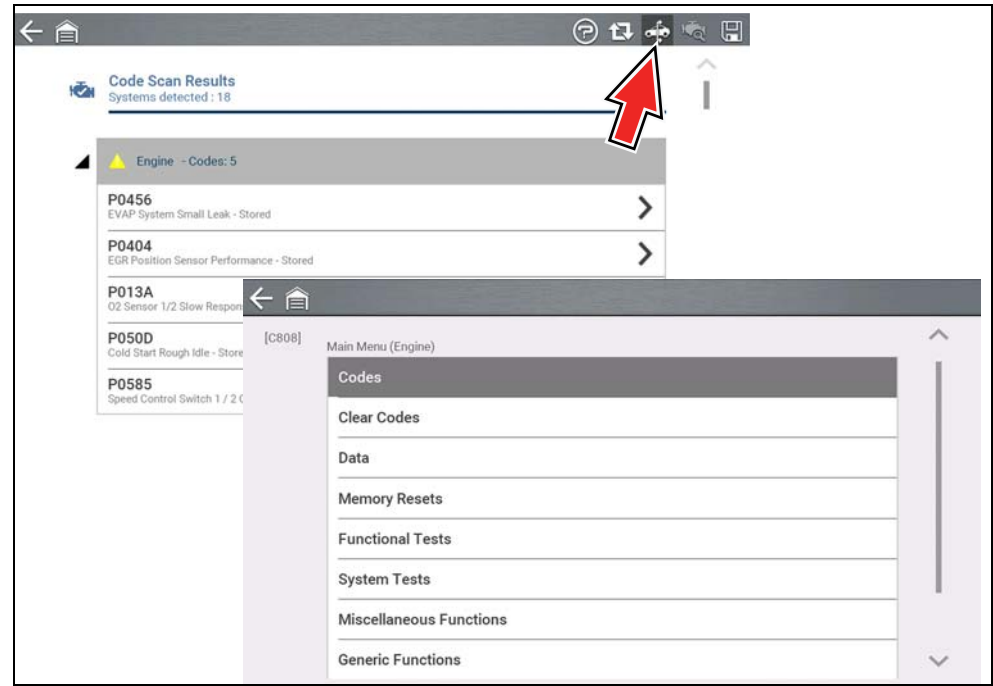 Code Scan Results
Systems detected : 18
Engine - Codes: 5
P0456
EVAP System Small Leak - Stored
P0404
EGR Position Sensor Performance - Stored
P013A
O2 Sensor 1/2 Slow Respon
P050D
Cold Start Rough Idle - Store
P0585
Speed Control Switch 1 / 2
[C808]
Main Menu (Engine)
Codes
Clear Codes
Data
Memory Resets
Functional Tests
System Tests
Miscellaneous Functions
Generic Functions